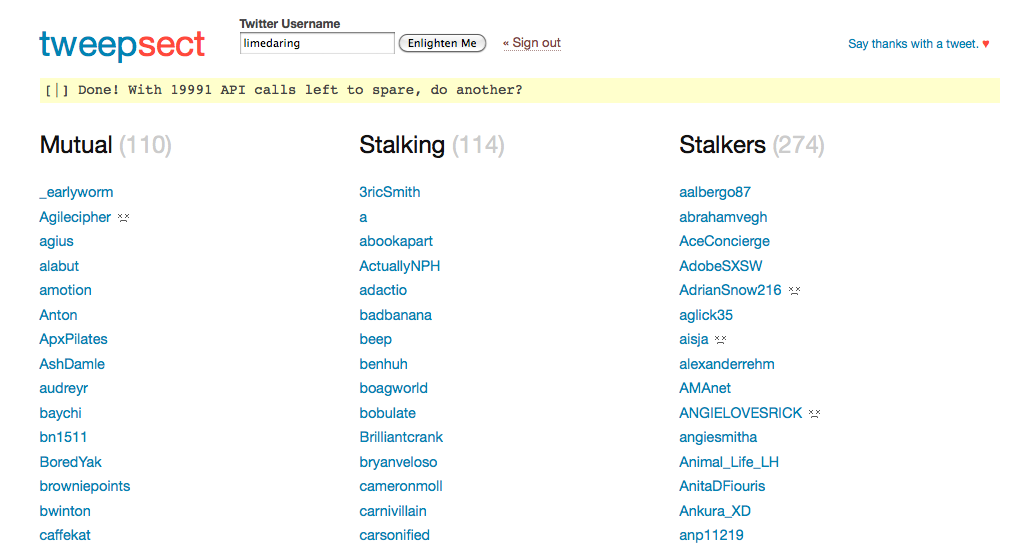 Twitter Username
tweepsect
limedaring
Enlighten Me
« Sign out
Say thanks with a tweet. ♥
[|] Done! With 19991 API calls left to spare, do another?
Mutual (110)
_earlyworm
Agilecipher
agius
alabut
amotion
Anton
ApxPilates
AshDamle
audreyr
baychi
bn1511
BoredYak
browniepoints
bwinton
caffekat
Stalking (114)
3ricSmith
a
abookapart
ActuallyNPH
adactio
badbanana
beep
benhuh
boagworld
bobulate
Brilliantcrank
bryanveloso
cameronmoll
carnivillain
carsonified
Stalkers (274)
aalbergo87
abrahamvegh
AceConcierge
AdobeSXSW
AdrianSnow216
aglick35
aisja
alexanderrehm
AMAnet
ANGIELOVESRICK
angiesmitha
Animal_Life_LH
AnitaDFiouris
Ankura_XD
anp11219